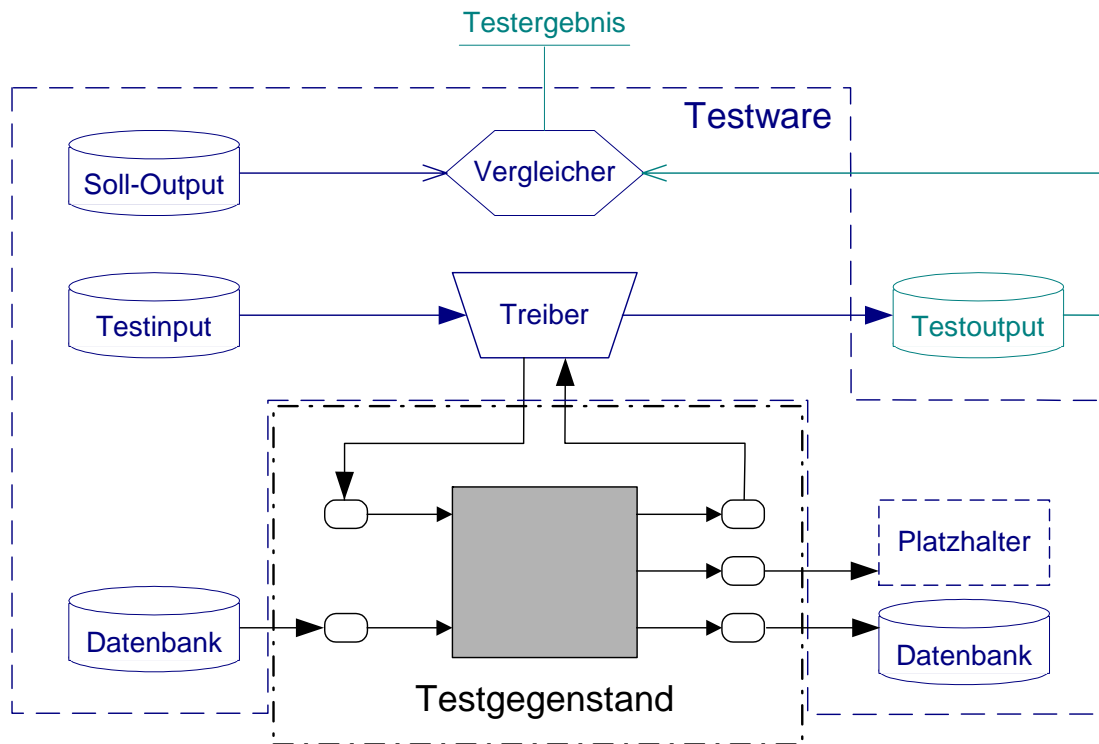 Testergebnis
Testware
Soll-Output
Vergleicher
Testinput
Treiber
Testoutput
Platzhalter
Datenbank
Datenbank
Testgegenstand